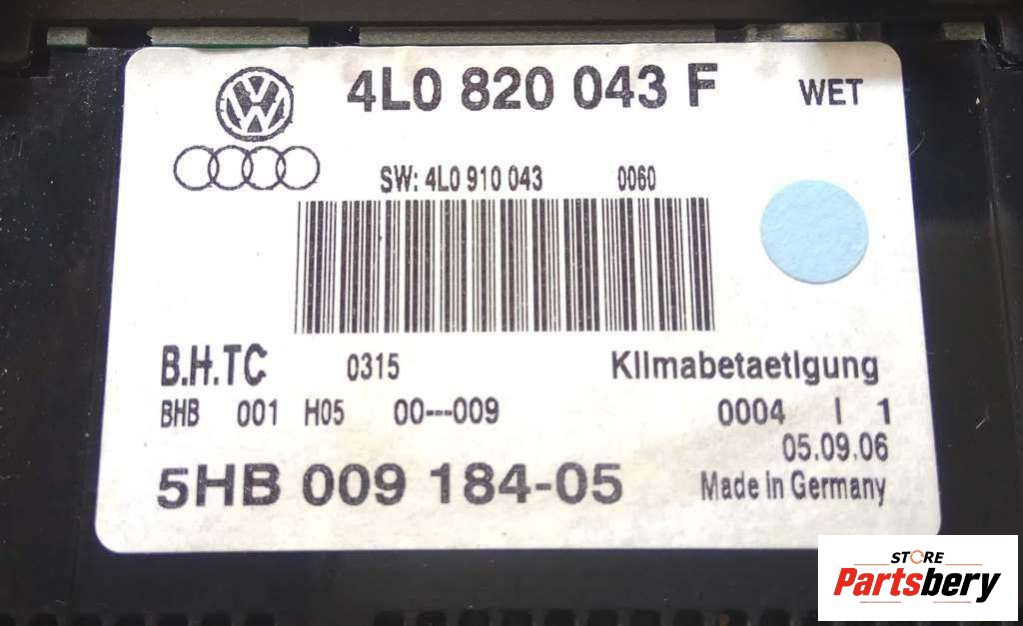 4L0 820 043 F WET
SW: 4L0 910 043 0060
B.H.TC 0315 Klimabetaetigung
BHB 001 H05 00---009 0004 I 1
05.09.06
5HB 009 184-05 Made in Germany
STORE
Partsbery